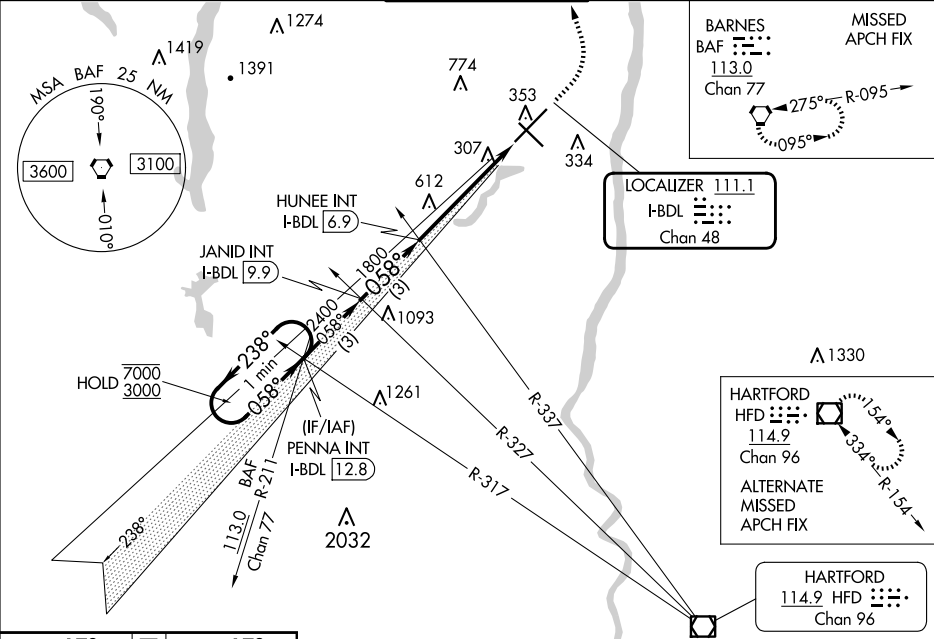 1274
1419
1391
MSA BAF 25 NM
190°
3600
3100
010°
774
353
307
334
612
BARNES
BAF
113.0
Chan 77
MISSED
APCH FIX
275°
R-095
095°
LOCALIZER 111.1
I-BDL
Chan 48
HUNEE INT
I-BDL 6.9
JANID INT
I-BDL 9.9
1800
058°
(3)
2400
058°
(3)
1093
238°
1 min
058°
HOLD 7000
3000
1261
(IF/IAF)
PENNA INT
I-BDL 12.8
R-337
R-327
R-317
BAF
R-211
113.0
Chan 77
238°
2032
1330
HARTFORD
HFD
114.9
Chan 96
154°
334°
R-154
ALTERNATE
MISSED
APCH FIX
HARTFORD
114.9 HFD
Chan 96